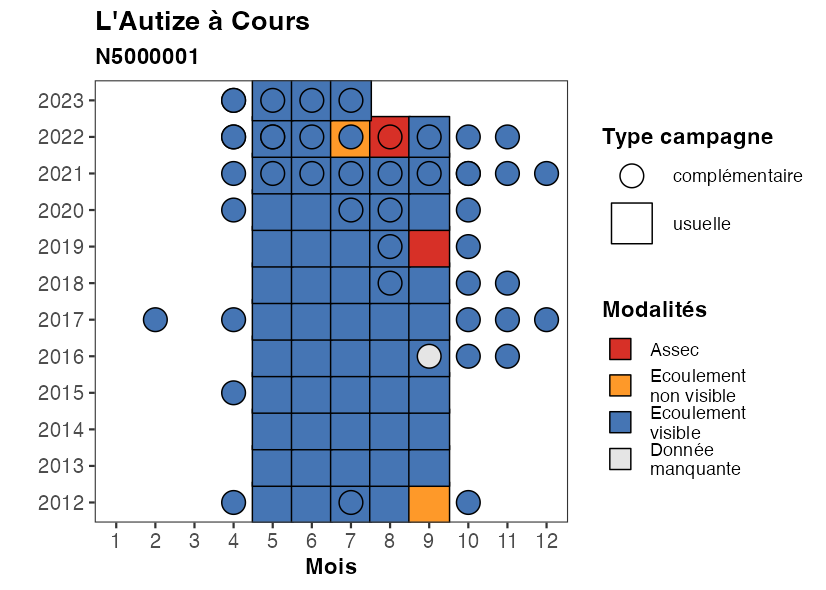 L'Autize à Cours
N5000001
2023
2022
2021
2020
2019
2018
2017
2016
2015
2014
2013
2012
1 2 3 4 5 6 7 8 9 10 11 12
Mois
Type campagne
complémentaire
usuelle
Modalités
Assec
Ecoulement
non visible
Ecoulement
visible
Donnée
manquante